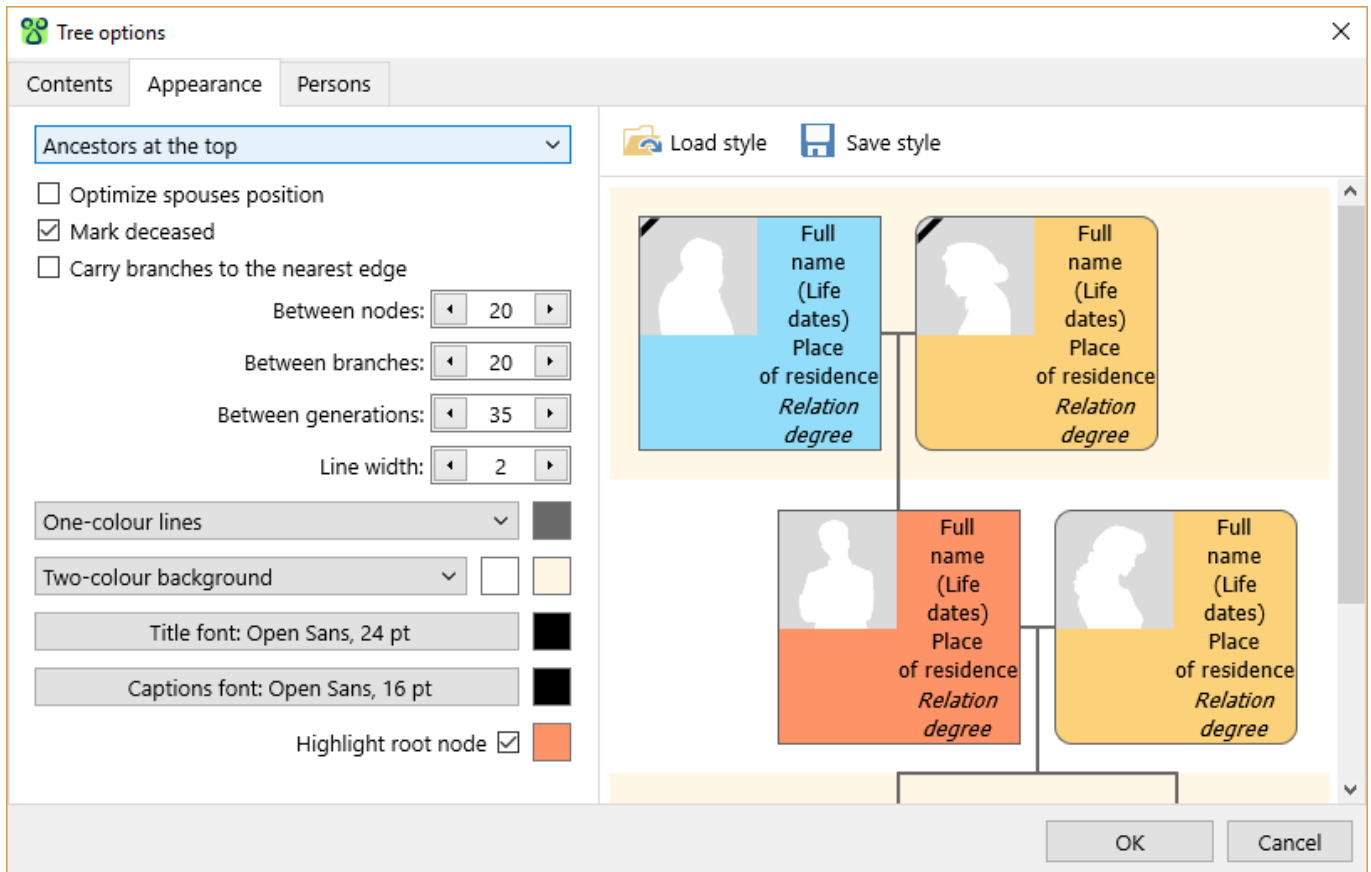 Tree options
Contents
Appearance
Persons
Ancestors at the top
Optimize spouses position
Mark deceased
Carry branches to the nearest edge
Between nodes: 20
Between branches: 20
Between generations: 35
Line width: 2
One-colour lines
Two-colour background
Title font: Open Sans, 24 pt
Captions font: Open Sans, 16 pt
Highlight root node
Load style
Save style
Full
name
(Life
dates)
Place
of residence
Relation
degree
Full
name
(Life
dates)
Place
of residence
Relation
degree
Full
name
(Life
dates)
Place
of residence
Relation
degree
Full
name
(Life
dates)
Place
of residence
Relation
degree
OK
Cancel